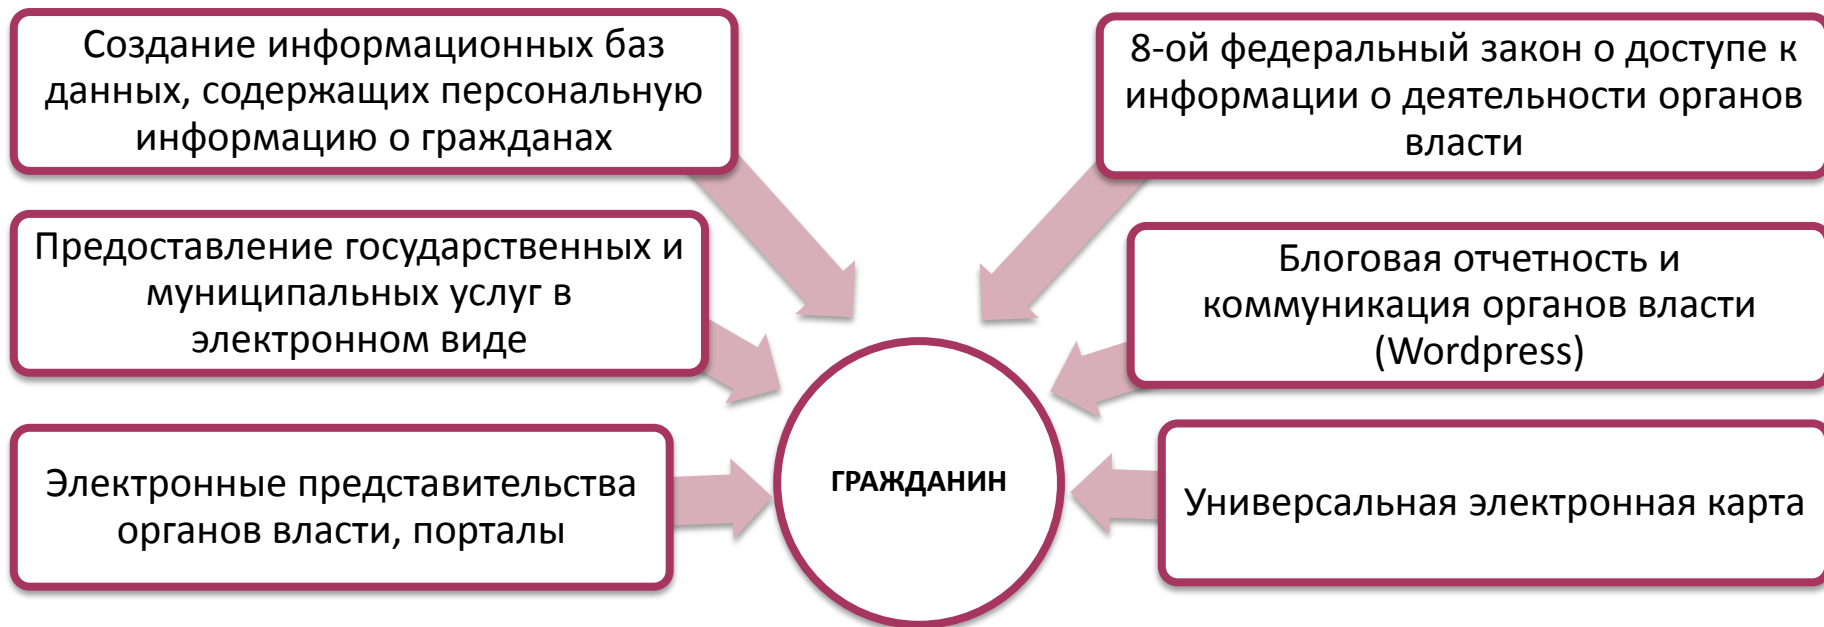 Создание информационных баз
данных, содержащих персональную
информацию о гражданах
8-ой федеральный закон о доступе к
информации о деятельности органов
власти
Предоставление государственных и
муниципальных услуг в
электронном виде
Блоговая отчетность и
коммуникация органов власти
(Wordpress)
Электронные представительства
органов власти, порталы
ГРАЖДАНИН
Универсальная электронная карта